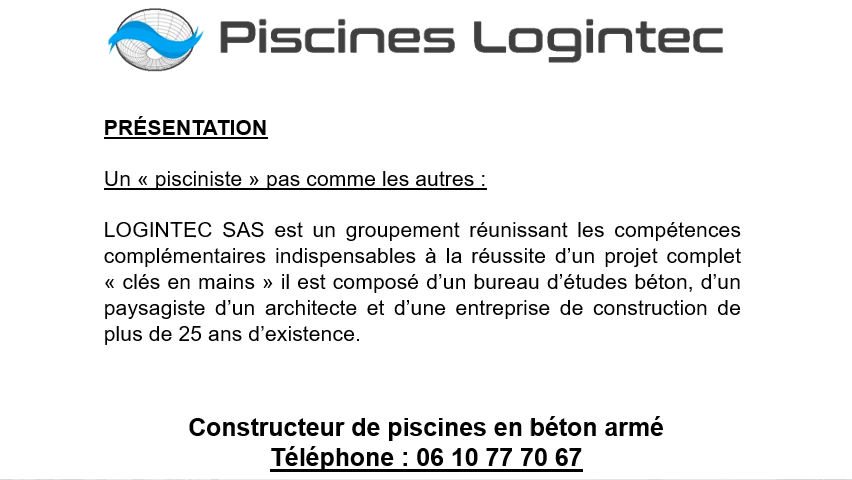 Piscines Logintec
PRÉSENTATION
Un « pisciniste » pas comme les autres :
LOGINTEC SAS est un groupement réunissant les compétences
complémentaires indispensables à la réussite d’un projet complet
« clés en mains » il est composé d’un bureau d’études béton, d’un
paysagiste d’un architecte et d’une entreprise de construction de
plus de 25 ans d’existence.
Constructeur de piscines en béton armé
Téléphone : 06 10 77 70 67